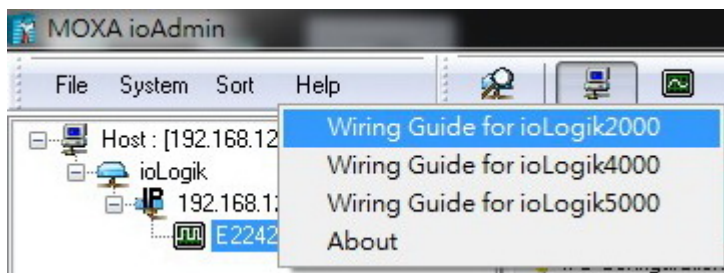 MOXA ioAdmin
File System Sort Help
Host : [192.168.12
ioLogik
192.168.1
E2242
Wiring Guide for ioLogik2000
Wiring Guide for ioLogik4000
Wiring Guide for ioLogik5000
About